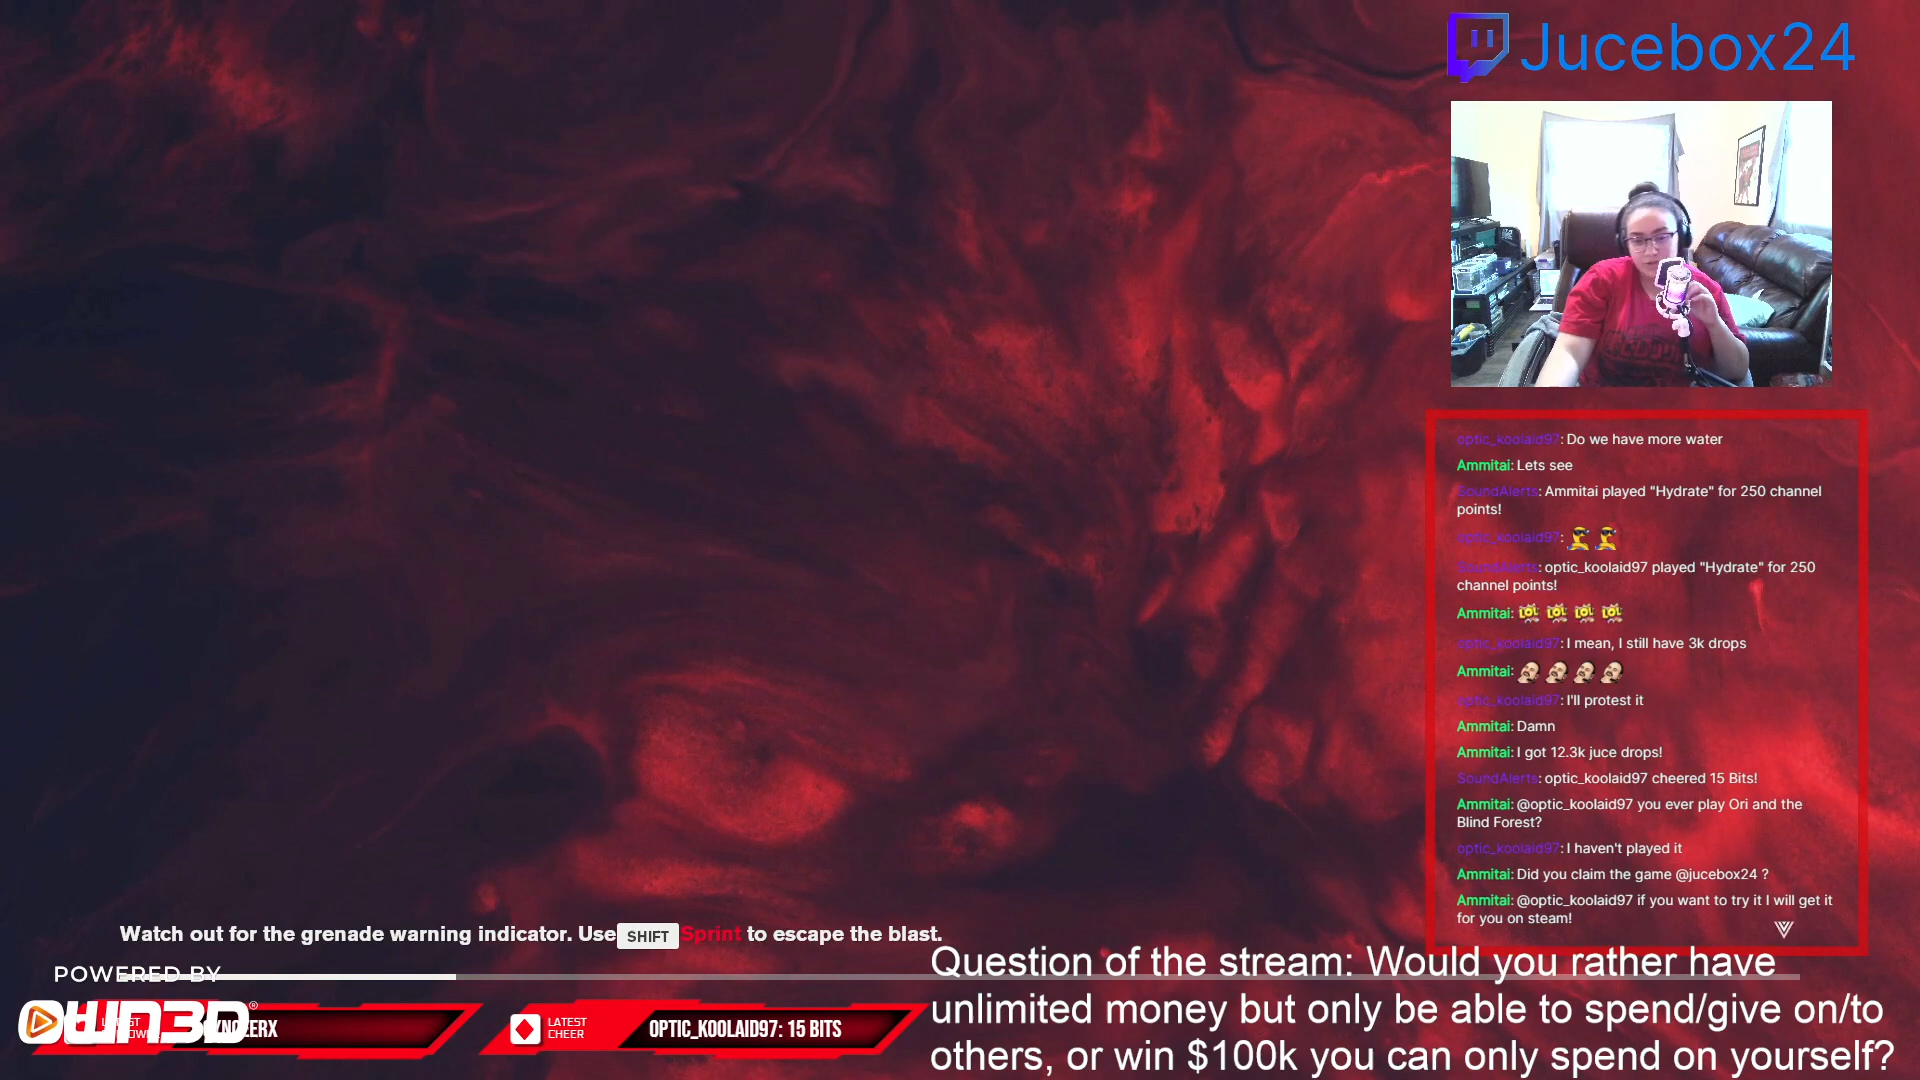 Jucebox24
optic_koolaid97: Do we have more water
Ammitai: Lets see
SoundAlerts: Ammitai played "Hydrate" for 250 channel
points!
optic_koolaid97:
SoundAlerts: optic_koolaid97 played "Hydrate" for 250
channel points!
Ammitai: LOL LOL LOL LOL
optic_koolaid97: I mean, I still have 3k drops
Ammitai:
optic_koolaid97: I'll protest it
Ammitai: Damn
Ammitai: I got 12.3k juce drops!
SoundAlerts: optic_koolaid97 cheered 15 Bits!
Ammitai: @optic_koolaid97 you ever play Ori and the
Blind Forest?
optic_koolaid97: I haven't played it
Ammitai: Did you claim the game @jucebox24 ?
Ammitai: @optic_koolaid97 if you want to try it I will get it
for you on steam!
Watch out for the grenade warning indicator. Use SHIFT Sprint to escape the blast.
POWERED BY
OWN3D®
LATEST
CHEER
OPTIC_KOOLAID97: 15 BITS
Question of the stream: Would you rather have
unlimited money but only be able to spend/give on/to
others, or win $100k you can only spend on yourself?